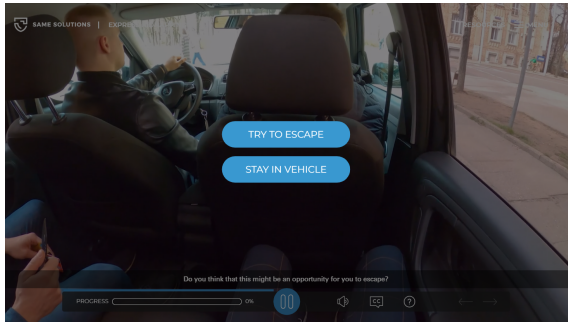 SAME SOLUTIONS |
TRY TO ESCAPE
STAY IN VEHICLE
Do you think that this might be an opportunity for you to escape?
PROGRESS
0%
CC
?